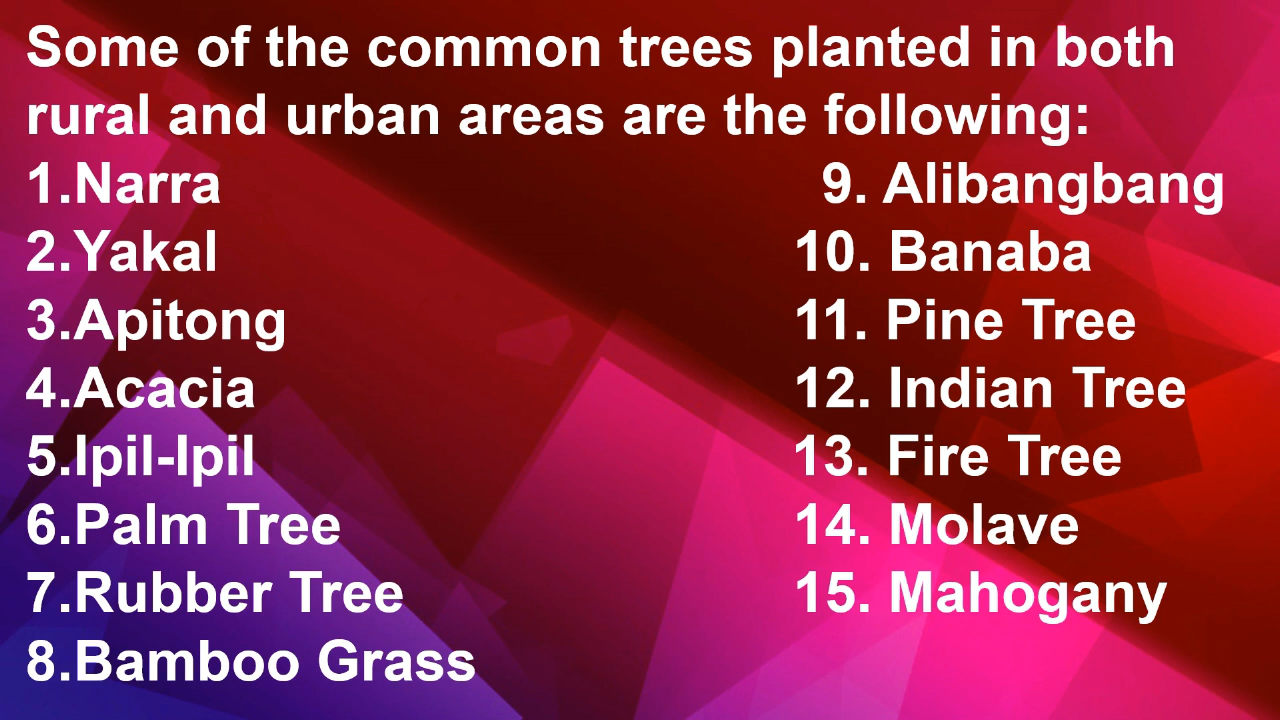 Some of the common trees planted in both
rural and urban areas are the following:
1.Narra
2.Yakal
3.Apitong
4.Acacia
5.Ipil-Ipil
6.Palm Tree
7.Rubber Tree
8.Bamboo Grass
9. Alibangbang
10. Banaba
11. Pine Tree
12. Indian Tree
13. Fire Tree
14. Molave
15. Mahogany